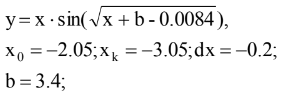 y = x · sin(√x + b - 0.0084),
x₀ = −2.05; xₖ = −3.05; dx = −0.2;
b = 3.4;